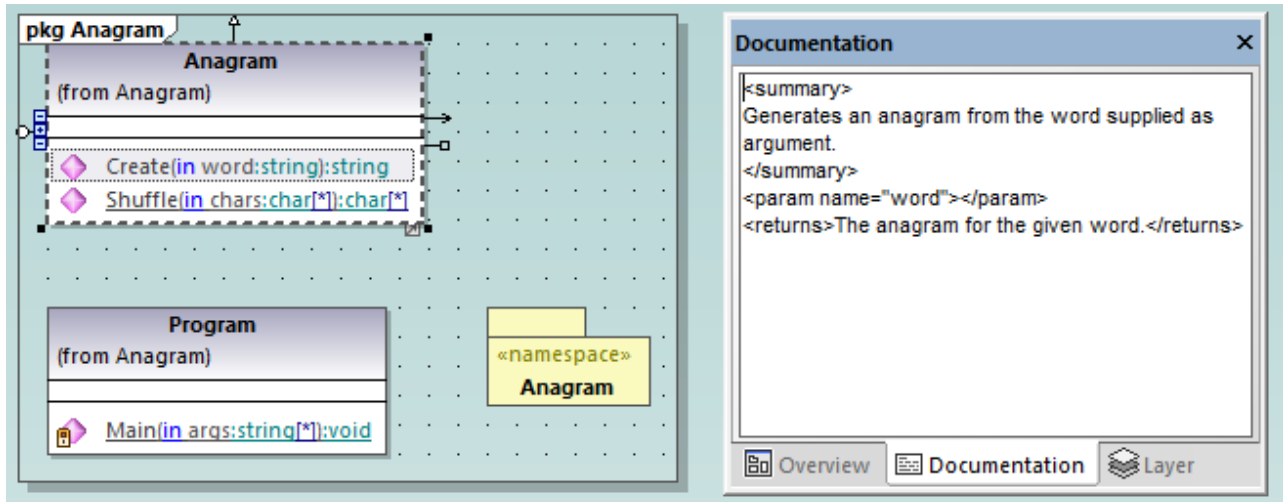 pkg Anagram
Anagram
(from Anagram)
Create(in word:string):string
Shuffle(in chars:char[*]):char[*]
Program
(from Anagram)
Main(in args:string[*]):void
«namespace»
Anagram
Documentation
<summary>
Generates an anagram from the word supplied as
argument.
</summary>
<param name="word"></param>
<returns>The anagram for the given word.</returns>
Overview
Documentation
Layer